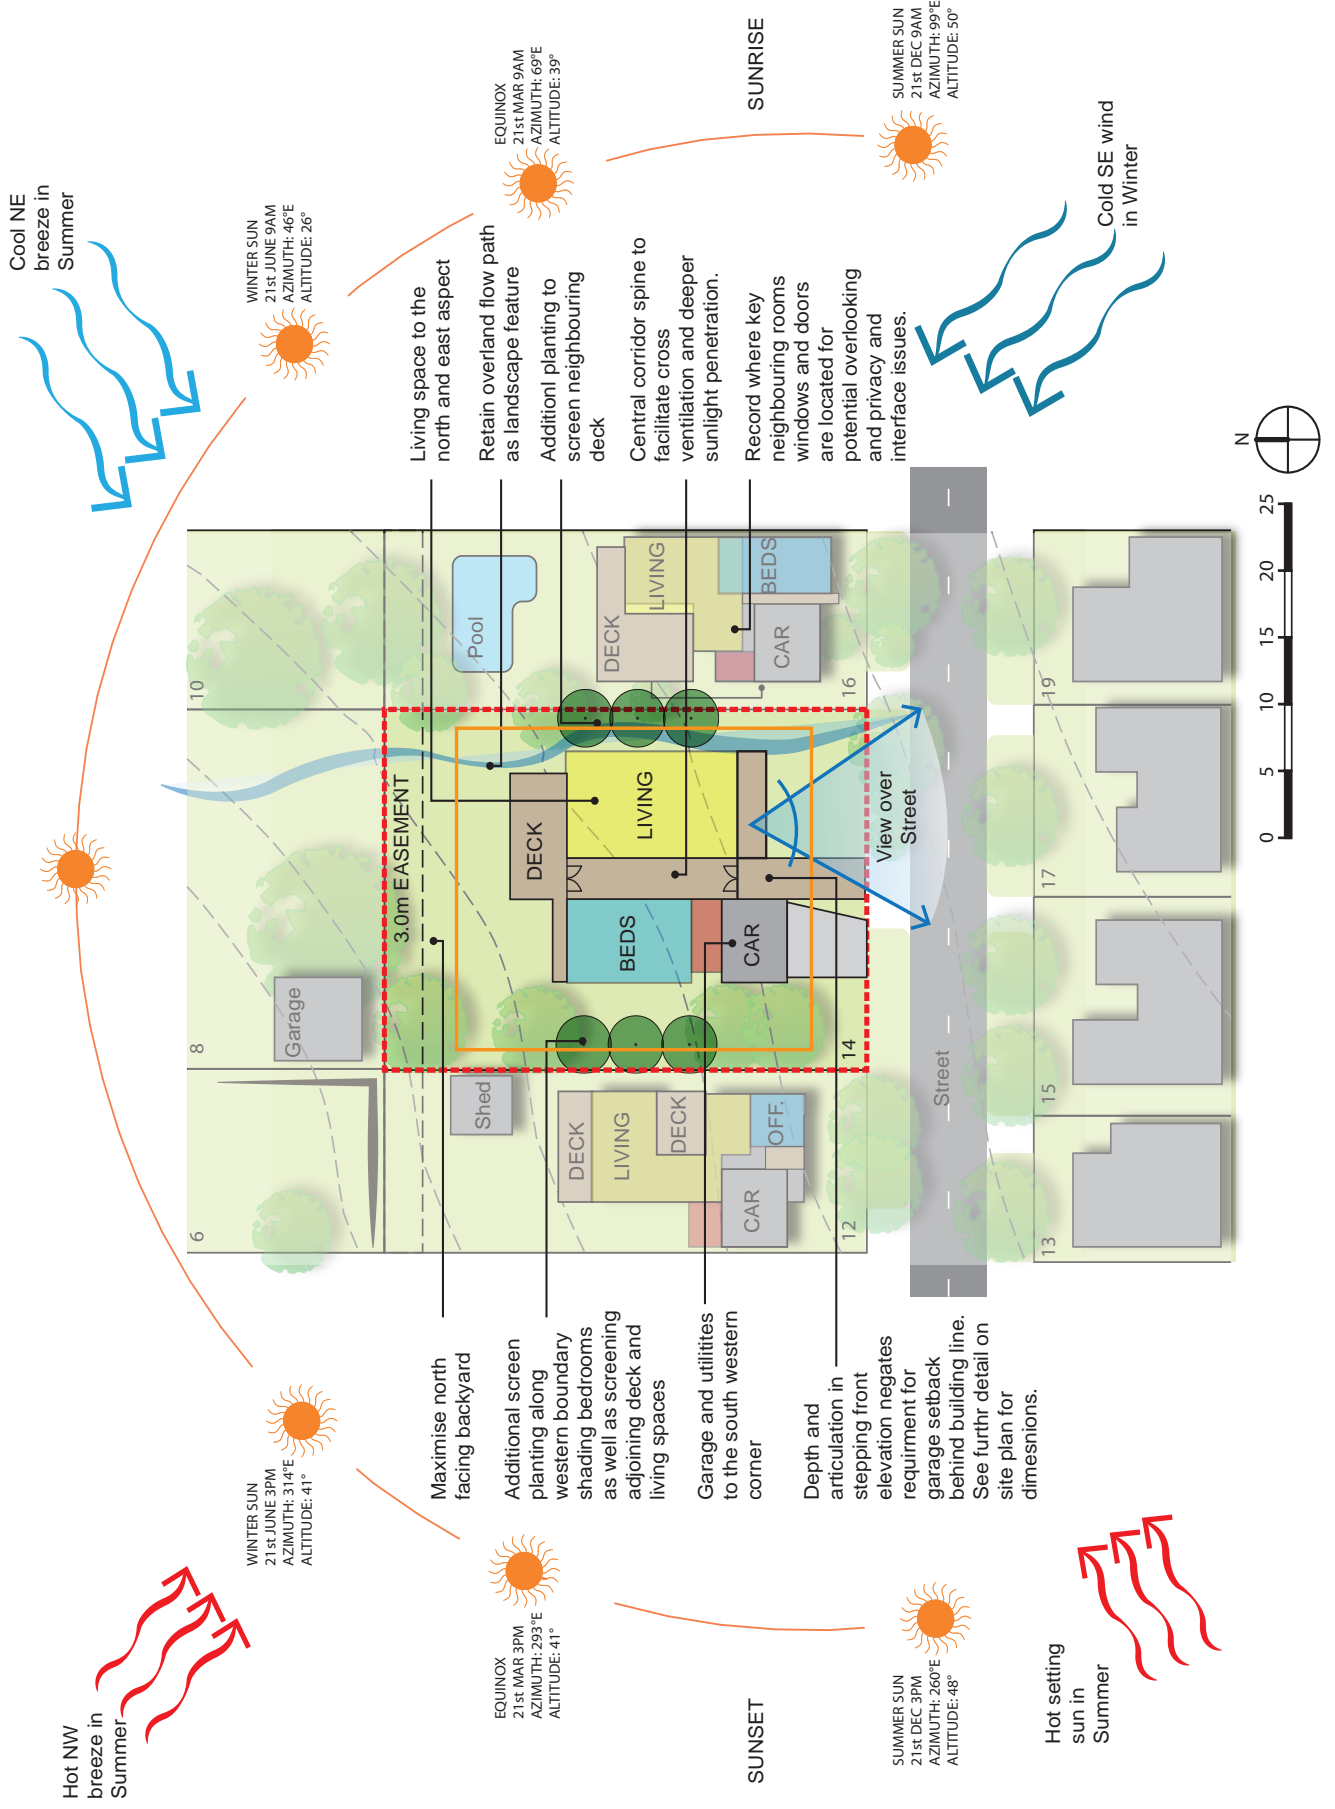 Hot NW
breeze in
Summer
Cool NE
breeze in
Summer
WINTER SUN
21st JUNE 3PM
AZIMUTH: 314°E
ALTITUDE: 41°
WINTER SUN
21st JUNE 9AM
AZIMUTH: 46°E
ALTITUDE: 26°
EQUINOX
21st MAR 3PM
AZIMUTH: 293°E
ALTITUDE: 41°
EQUINOX
21st MAR 9AM
AZIMUTH: 69°E
ALTITUDE: 39°
SUNSET
SUNRISE
SUMMER SUN
21st DEC 3PM
AZIMUTH: 260°E
ALTITUDE: 48°
SUMMER SUN
21st DEC 9AM
AZIMUTH: 99°E
ALTITUDE: 50°
Hot setting
sun in
Summer
Cold SE wind
in Winter
Maximise north
facing backyard
Additional screen
planting along
western boundary
shading bedrooms
as well as screening
adjoining deck and
living spaces
Garage and utilitites
to the south western
corner
Depth and
articulation in
stepping front
elevation negates
requirment for
garage setback
behind building line.
See furthr detail on
site plan for
dimesnions.
Living space to the
north and east aspect
Retain overland flow path
as landscape feature
Additionl planting to
screen neighbouring
deck
Central corridor spine to
facilitate cross
ventilation and deeper
sunlight penetration.
Record where key
neighbouring rooms
windows and doors
are located for
potential overlooking
and privacy and
interface issues.
6
8
10
Garage
3.0m EASEMENT
Shed
Pool
DECK
LIVING
DECK
OFF.
CAR
12
DECK
BEDS
LIVING
CAR
14
DECK
LIVING
BEDS
CAR
16
View over
Street
Street
13
15
17
19
0
5
10
15
20
25
N